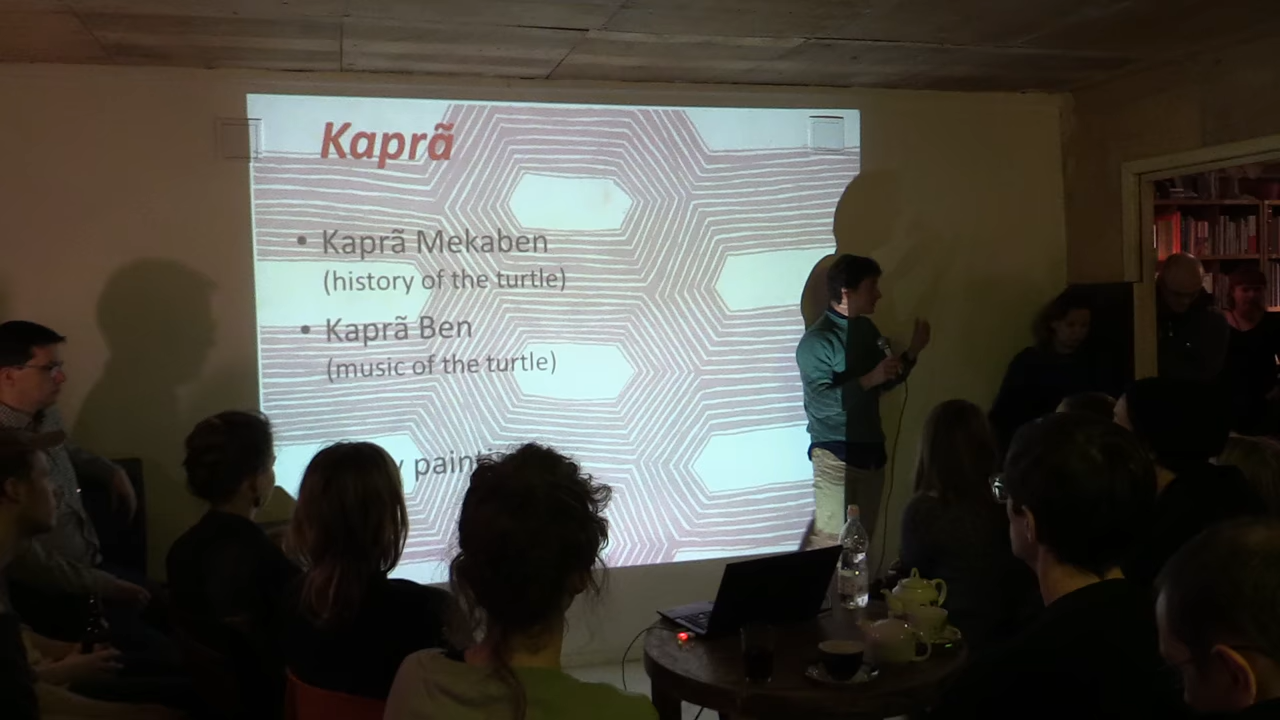 Kaprã
• Kaprã Mekaben
(history of the turtle)
• Kaprã Ben
(music of the turtle)